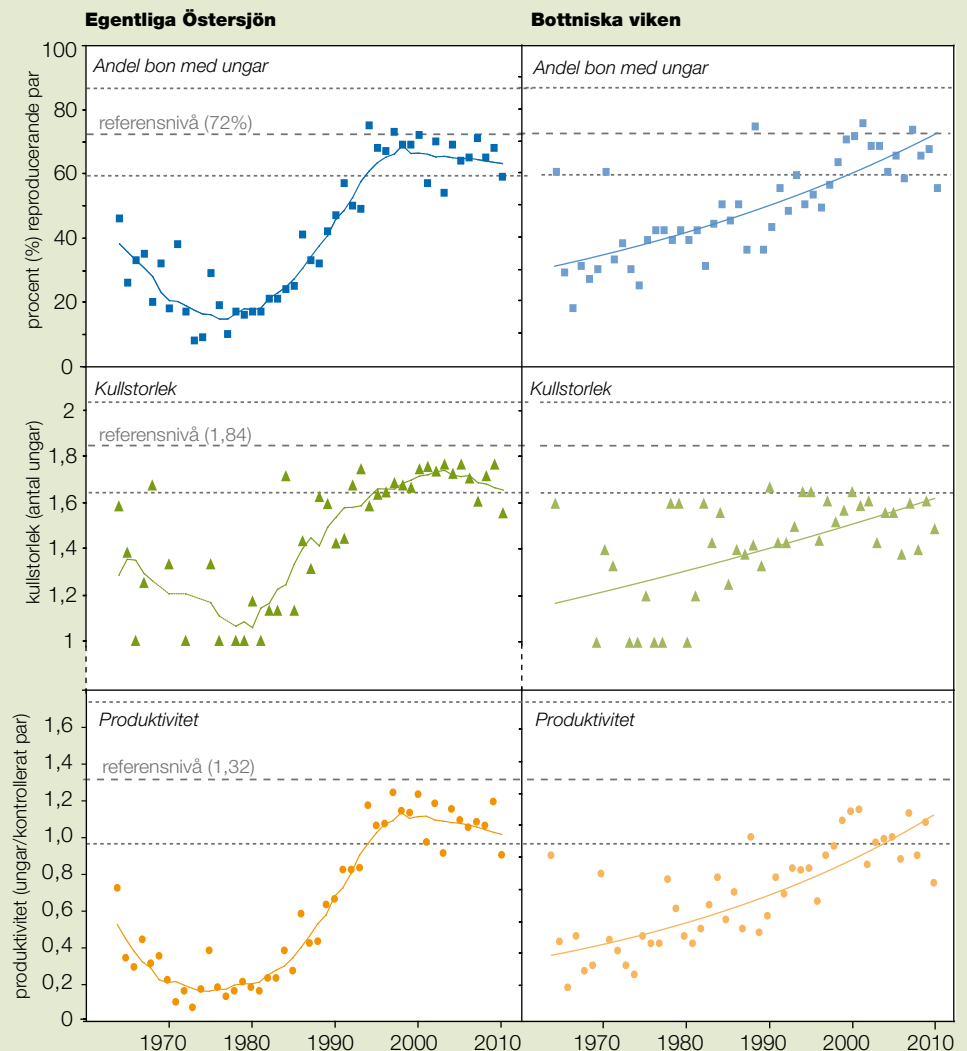 Egentliga Östersjön
Bottniska viken
procent (%) reproducerande par
100
80
60
40
20
0
Andel bon med ungar
referensnivå (72%)
Andel bon med ungar
kullstorlek (antal ungar)
2
1,8
1,6
1,4
1,2
1
Kullstorlek
referensnivå (1,84)
Kullstorlek
produktivitet (ungar/kontrollerat par)
1,6
1,4
1,2
1,0
0,8
0,6
0,4
0,2
0
Produktivitet
referensnivå (1,32)
Produktivitet
1970 1980 1990 2000 2010
1970 1980 1990 2000 2010